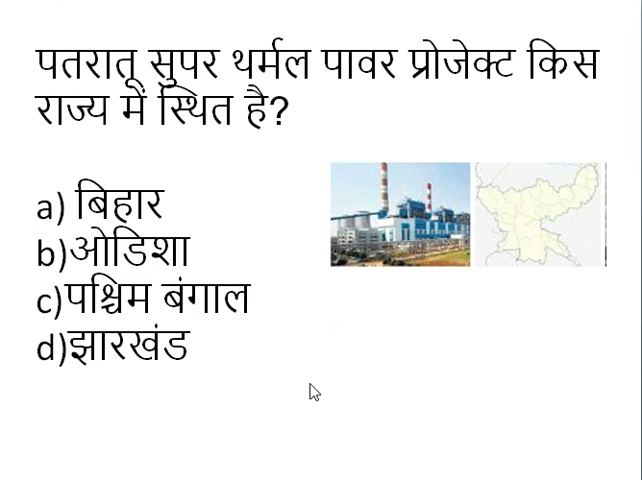 पतरातू सुपर थर्मल पावर प्रोजेक्ट किस
राज्य में स्थित है?
a) बिहार
b)ओडिशा
c)पश्चिम बंगाल
d)झारखंड